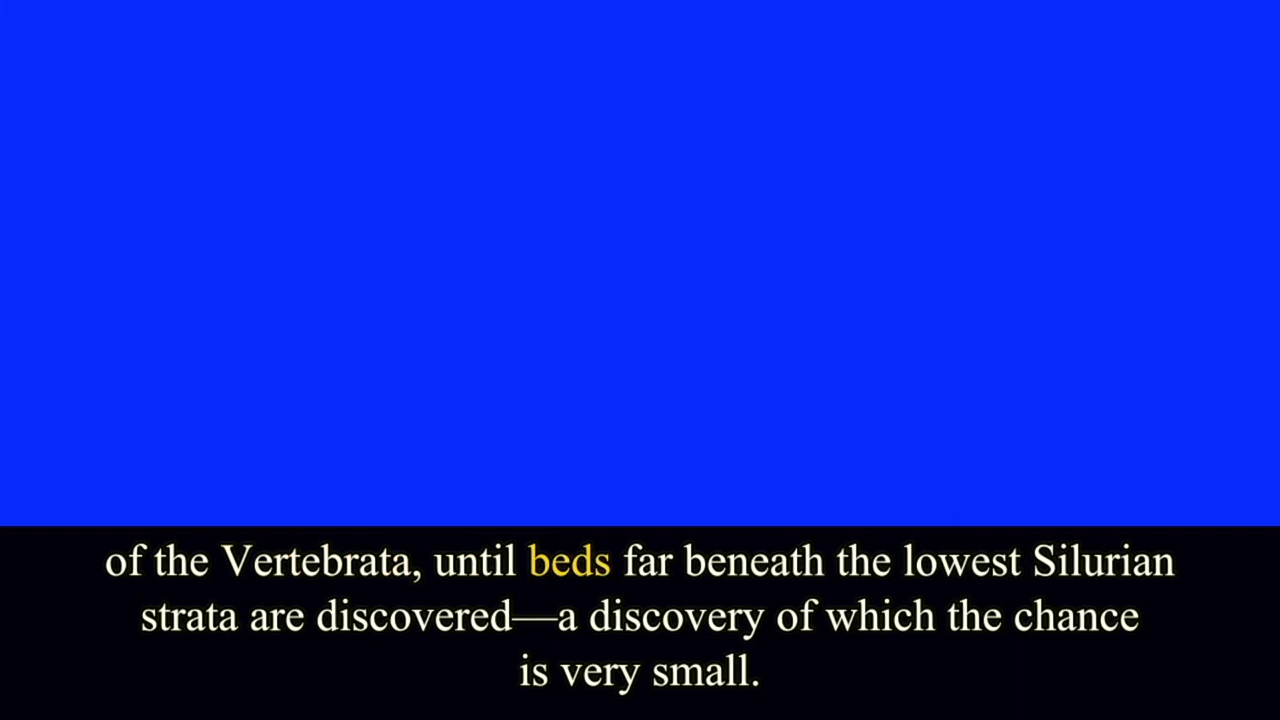 of the Vertebrata, until beds far beneath the lowest Silurian
strata are discovered—a discovery of which the chance
is very small.